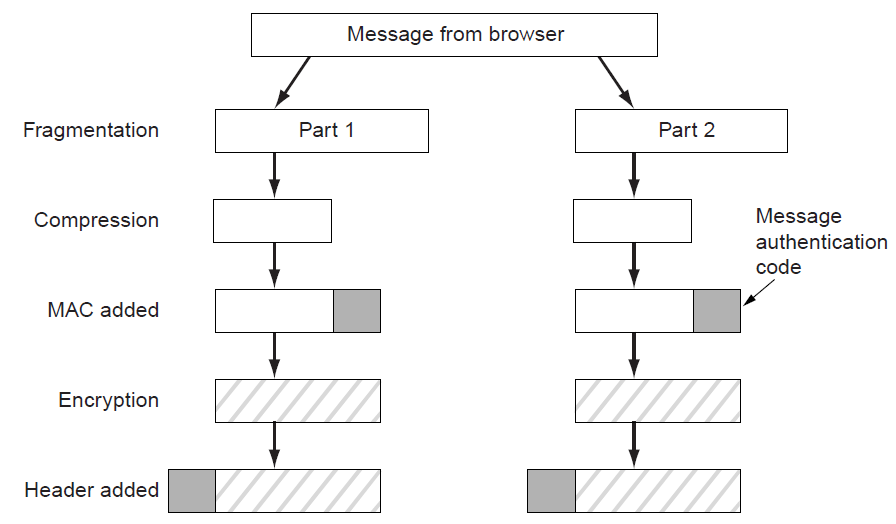 Message from browser
Fragmentation
Part 1
Part 2
Compression
Message
authentication
code
MAC added
Encryption
Header added